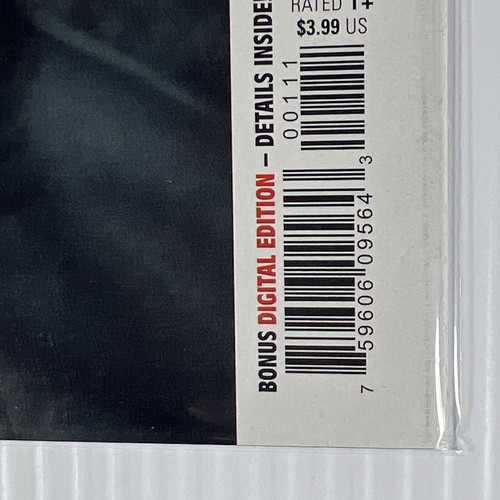 RATED T+
$3.99 US
00111
BONUS DIGITAL EDITION – DETAILS INSIDE
7 59606 09564 3